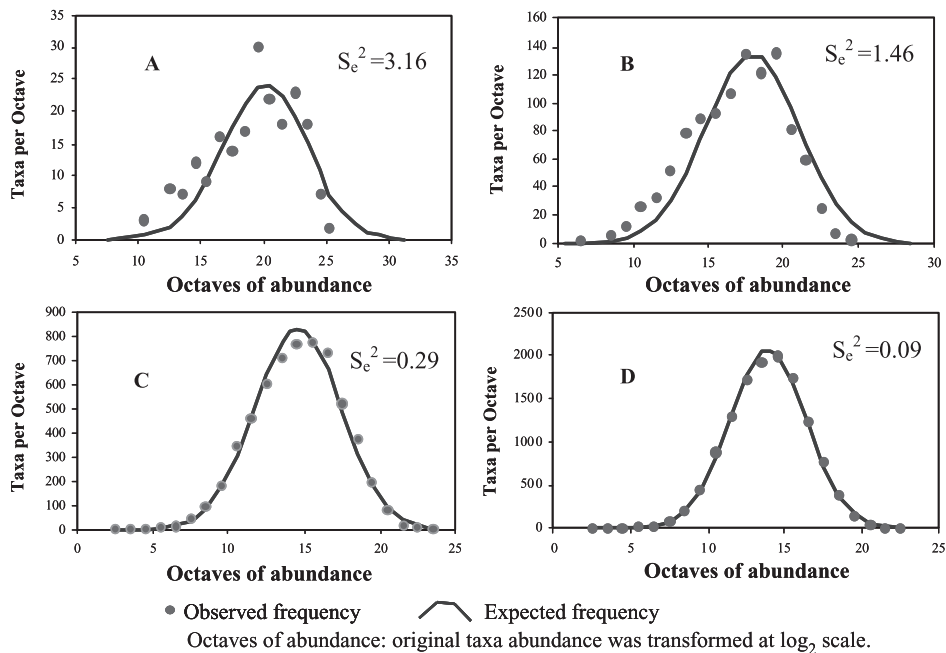 A
Sₑ²=3.16
Taxa per Octave
35
30
25
20
15
10
5
0
5 10 15 20 25 30 35
Octaves of abundance
B
Sₑ²=1.46
Taxa per Octave
160
140
120
100
80
60
40
20
0
5 10 15 20 25 30
Octaves of abundance
C
Sₑ²=0.29
Taxa per Octave
900
800
700
600
500
400
300
200
100
0
0 5 10 15 20 25
Octaves of abundance
D
Sₑ²=0.09
Taxa per Octave
2500
2000
1500
1000
500
0
0 5 10 15 20 25
Octaves of abundance
Observed frequency Expected frequency
Octaves of abundance: original taxa abundance was transformed at log₂ scale.